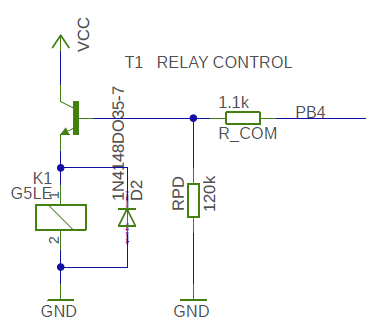 VCC
T1 RELAY CONTROL
1N4148DO35-7
1.1k
PB4
R_COM
K1
G5LE
1
D2
RPD
120k
2
GND
GND